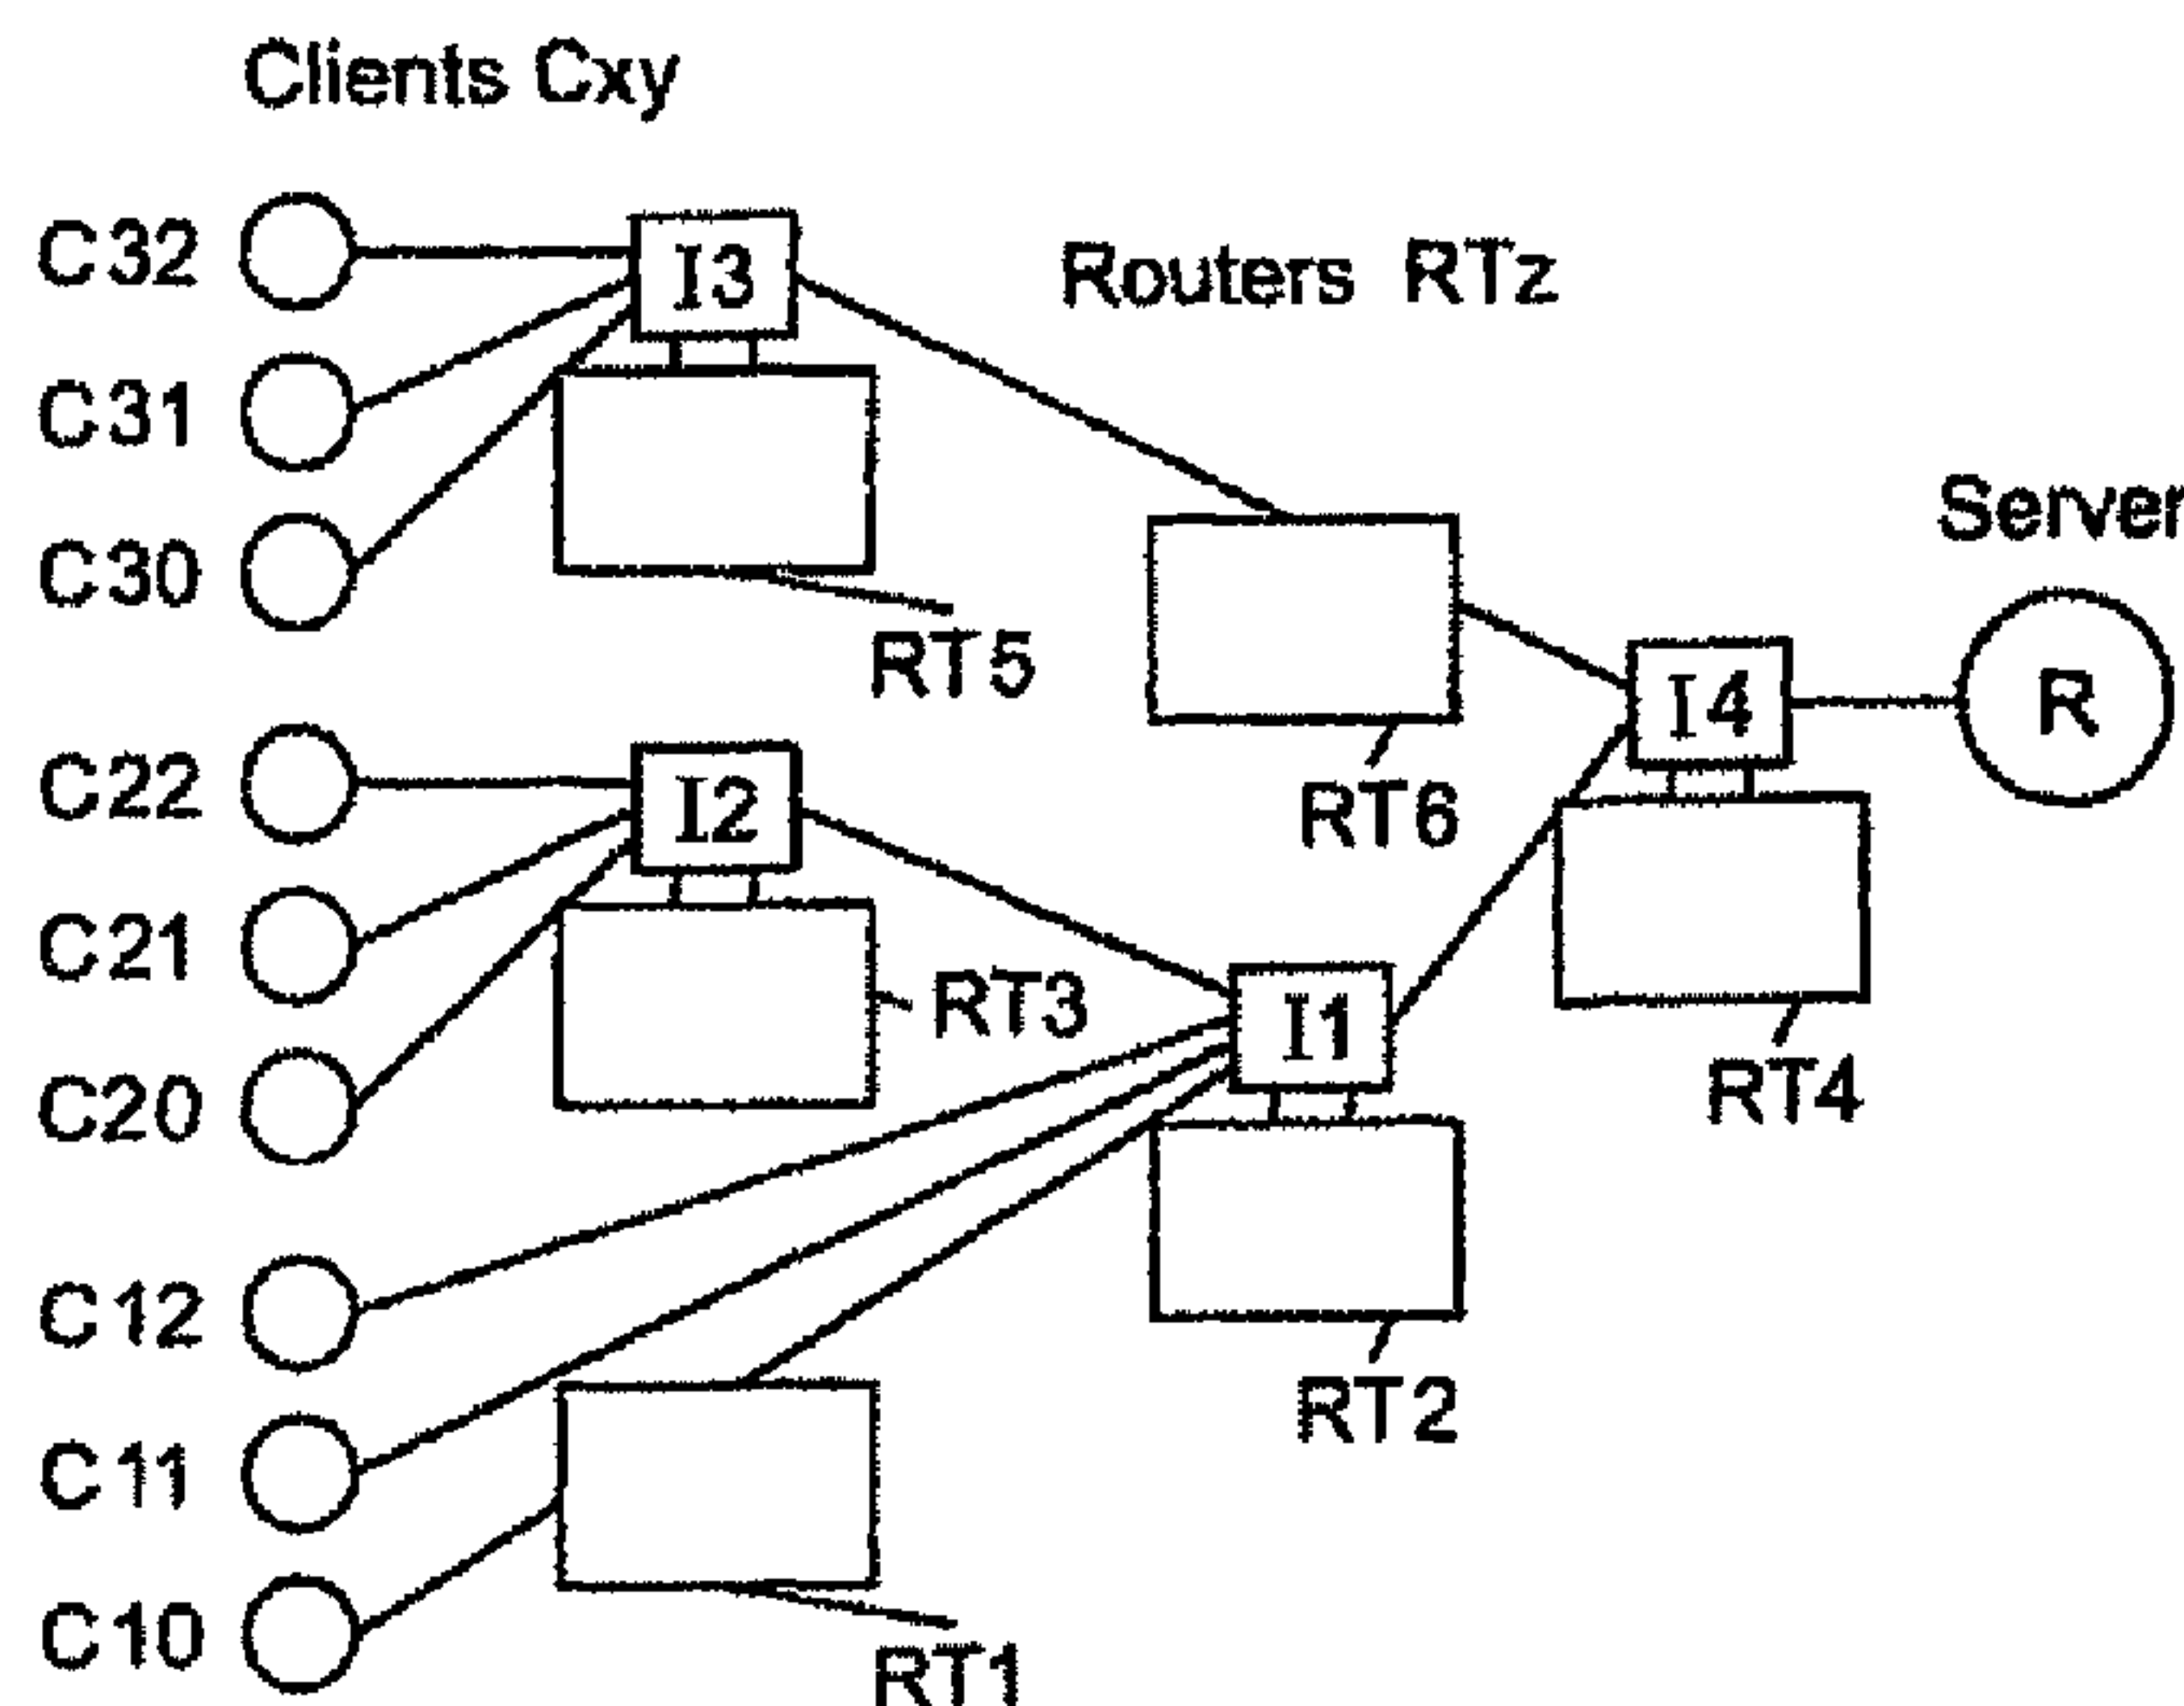 Clients Cxy
C32
I3
Routers RTz
C31
C30
Server
RT5
R
I4
C22
I2
RT6
C21
RT3
I1
C20
RT4
C12
RT2
C11
C10
RT1